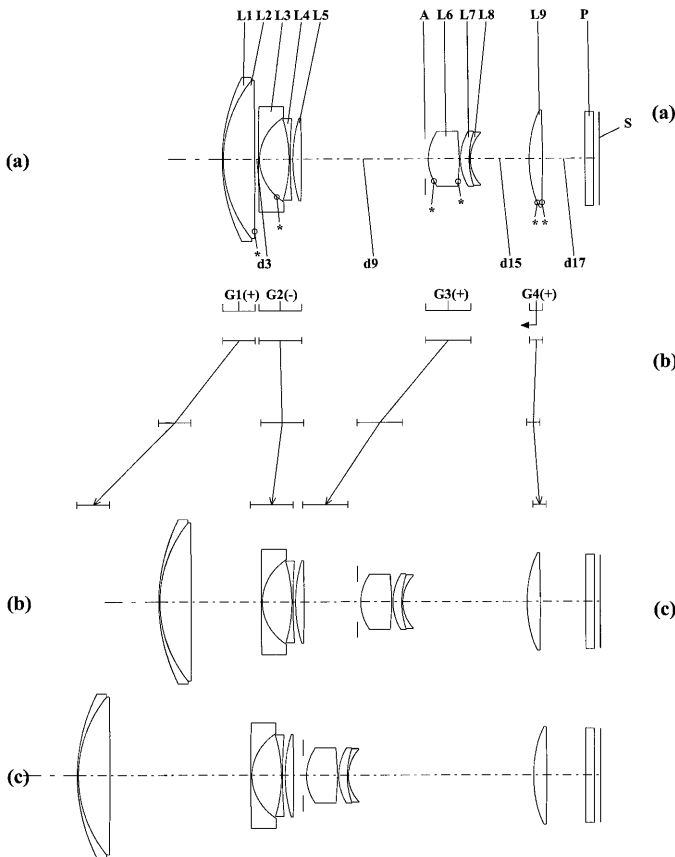 L1 L2 L3 L4 L5 A L6 L7 L8 L9 P
(a) (a)
S
* * * * * *
d3 d9 d15 d17
G1(+) G2(-) G3(+) G4(+)
(b)
(b) (c)
(c)